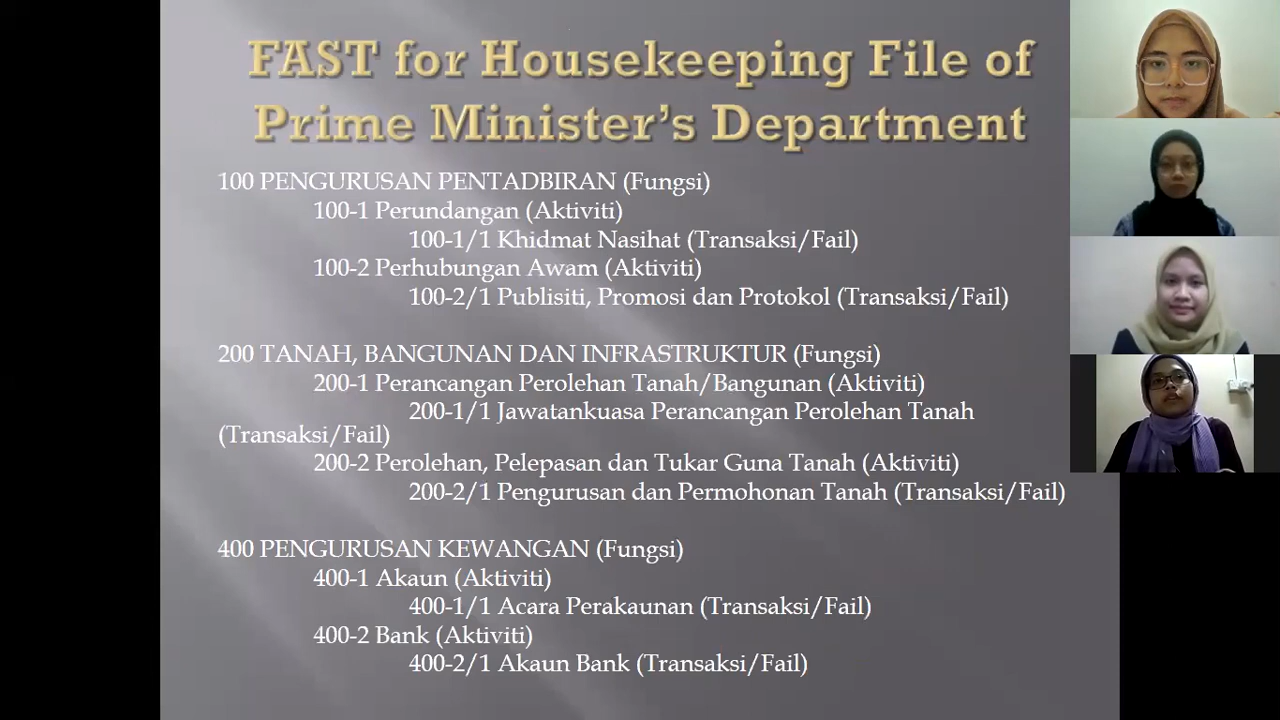 FAST for Housekeeping File of
Prime Minister's Department
100 PENGURUSAN PENTADBIRAN (Fungsi)
100-1 Perundangan (Aktiviti)
100-1/1 Khidmat Nasihat (Transaksi/Fail)
100-2 Perhubungan Awam (Aktiviti)
100-2/1 Publisiti, Promosi dan Protokol (Transaksi/Fail)
200 TANAH, BANGUNAN DAN INFRASTRUKTUR (Fungsi)
200-1 Perancangan Perolehan Tanah/Bangunan (Aktiviti)
200-1/1 Jawatankuasa Perancangan Perolehan Tanah
(Transaksi/Fail)
200-2 Perolehan, Pelepasan dan Tukar Guna Tanah (Aktiviti)
200-2/1 Pengurusan dan Permohonan Tanah (Transaksi/Fail)
400 PENGURUSAN KEWANGAN (Fungsi)
400-1 Akaun (Aktiviti)
400-1/1 Acara Perakaunan (Transaksi/Fail)
400-2 Bank (Aktiviti)
400-2/1 Akaun Bank (Transaksi/Fail)